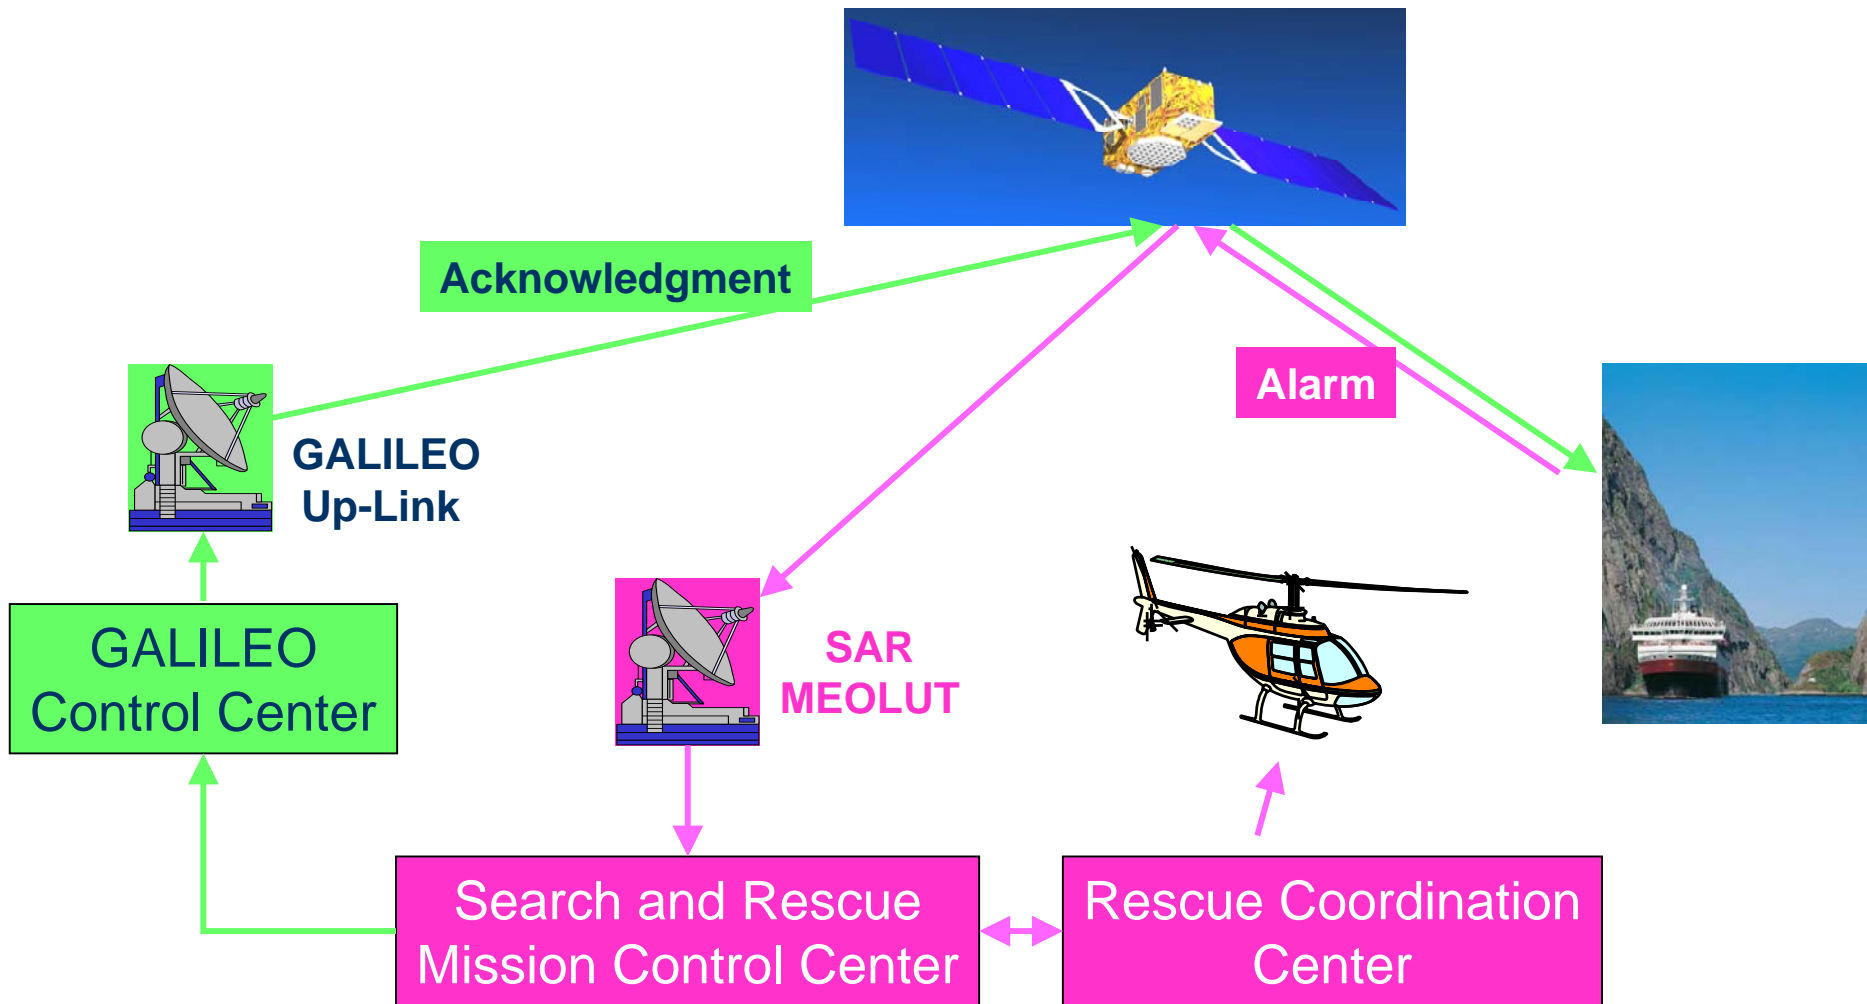 Acknowledgment
Alarm
GALILEO
Up-Link
GALILEO
Control Center
SAR
MEOLUT
Search and Rescue
Mission Control Center
Rescue Coordination
Center